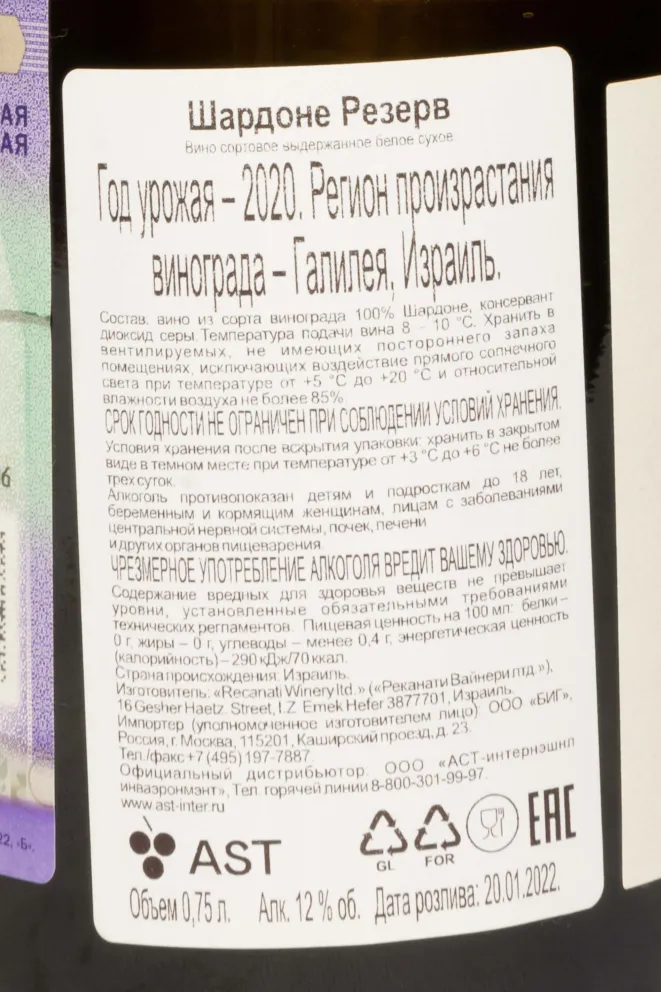 АЯ
АЯ
6
22, «Б».
Шардоне Резерв
Вино сортовое выдержанное белое сухое
Год урожая – 2020. Регион произрастания
винограда – Галилея, Израиль.
Состав: вино из сорта винограда 100% Шардоне, консервант
диоксид серы. Температура подачи вина 8 - 10 °С. Хранить в
вентилируемых, не имеющих постороннего запаха
помещениях, исключающих воздействие прямого солнечного
света при температуре от +5 °С до +20 °С и относительной
влажности воздуха не более 85%
СРОК ГОДНОСТИ НЕ ОГРАНИЧЕН ПРИ СОБЛЮДЕНИИ УСЛОВИЙ ХРАНЕНИЯ.
Условия хранения после вскрытия упаковки: хранить в закрытом
виде в темном месте при температуре от +3 °С до +6 °С не более
трех суток.
Алкоголь противопоказан детям и подросткам до 18 лет,
беременным и кормящим женщинам, лицам с заболеваниями
центральной нервной системы, почек, печени
и других органов пищеварения.
ЧРЕЗМЕРНОЕ УПОТРЕБЛЕНИЕ АЛКОГОЛЯ ВРЕДИТ ВАШЕМУ ЗДОРОВЬЮ.
Содержание вредных для здоровья веществ не превышает
уровни, установленные обязательными требованиями
технических регламентов. Пищевая ценность на 100 мл: белки –
0 г, жиры – 0 г, углеводы – менее 0,4 г, энергетическая ценность
(калорийность) – 290 кДж/70 ккал.
Страна происхождения: Израиль.
Изготовитель: «Recanati Winery ltd.» («Реканати Вайнери лтд.»),
16 Gesher Haetz. Street, I.Z. Emek Hefer 3877701, Израиль.
Импортер (уполномоченное изготовителем лицо): ООО «БИГ»,
Россия, г. Москва, 115201, Каширский проезд, д. 23.
Тел./факс +7 (495) 197-7887.
Официальный дистрибьютор: ООО «АСТ-интернэшнл
инваэронмэнт», Тел. горячей линии 8-800-301-99-97.
www.ast-inter.ru
AST
GL
FOR
EAC
Объем 0,75 л. Алк. 12 % об. Дата розлива: 20.01.2022.